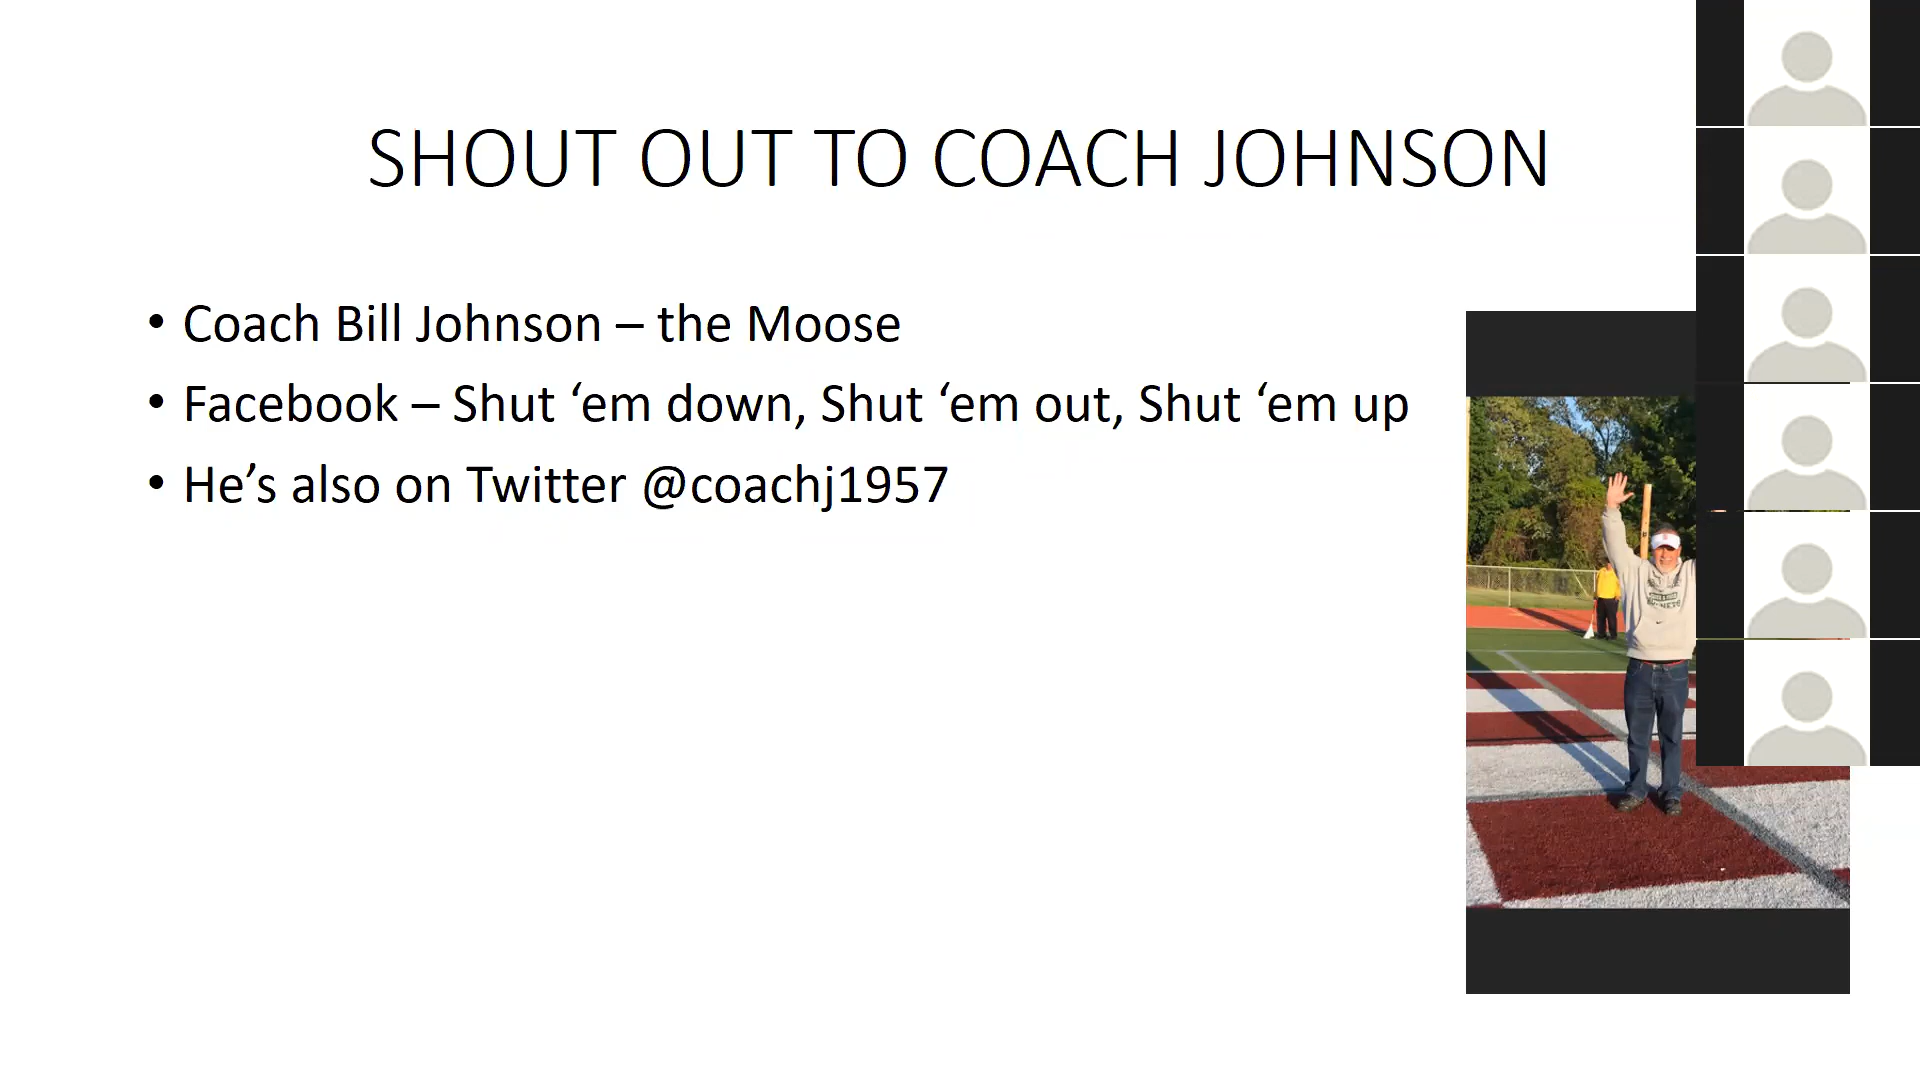 SHOUT OUT TO COACH JOHNSON
• Coach Bill Johnson – the Moose
• Facebook – Shut ‘em down, Shut ‘em out, Shut ‘em up
• He’s also on Twitter @coachj1957